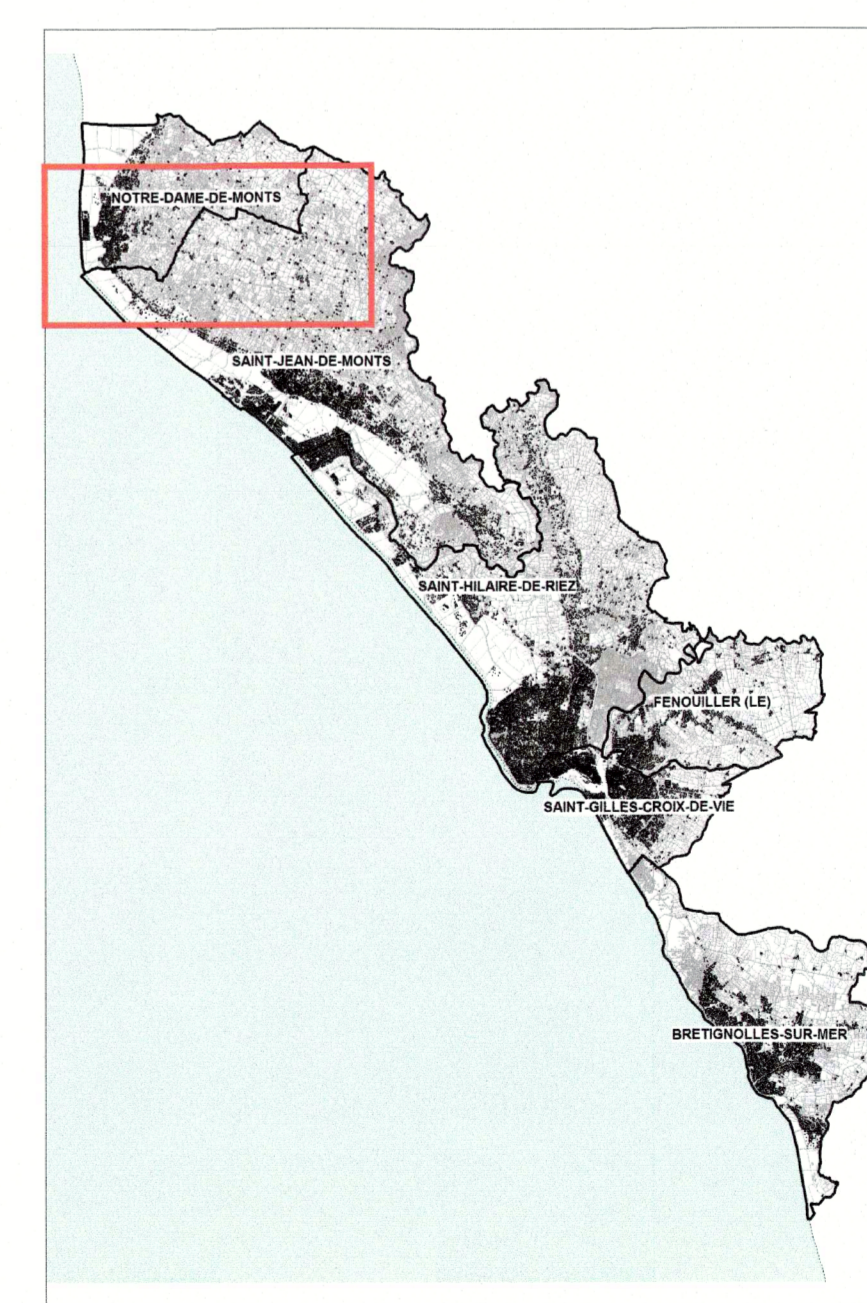 NOTRE-DAME-DE-MONTS
SAINT-JEAN-DE-MONTS
SAINT-HILAIRE-DE-RIEZ
FENOUILLER (LE)
SAINT-GILLES-CROIX-DE-VIE
BRETIGNOLLES-SUR-MER